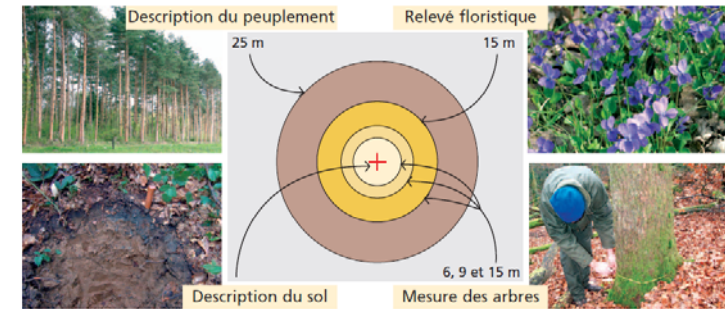 Description du peuplement
Relevé floristique
25 m
15 m
6, 9 et 15 m
Description du sol
Mesure des arbres